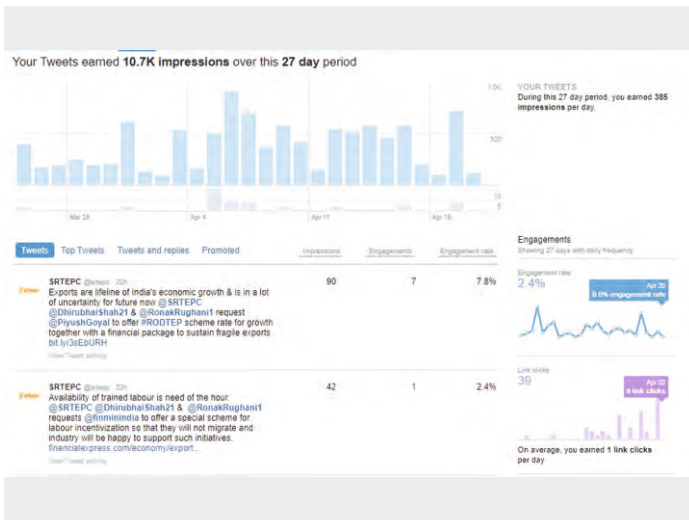 Your Tweets earned 10.7K impressions over this 27 day period
1.0K
500
10
5
Mar 28
Apr 4
Apr 11
Apr 18
YOUR TWEETS
During this 27 day period, you earned 385
impressions per day.
Tweets Top Tweets Tweets and replies Promoted
Impressions Engagements Engagement rate
SRTEPC @srtepc · 22h
90 7 7.8%
Exports are lifeline of India's economic growth & is in a lot
of uncertainty for future now @SRTEPC
@DhirubhaiShah21 & @RonakRughani1 request
@PiyushGoyal to offer #RODTEP scheme rate for growth
together with a financial package to sustain fragile exports
bit.ly/3sEbURH
View Tweet activity
SRTEPC @srtepc · 22h
42 1 2.4%
Availability of trained labour is need of the hour
@SRTEPC @DhirubhaiShah21 & @RonakRughani1
requests @finminindia to offer a special scheme for
labour incentivization so that they will not migrate and
industry will be happy to support such initiatives.
financialexpress.com/economy/export...
View Tweet activity
Engagements
Showing 27 days with daily frequency
Engagement rate
2.4%
Apr 20
0.0% engagement rate
Link clicks
39
Apr 20
9 link clicks
On average, you earned 1 link clicks
per day